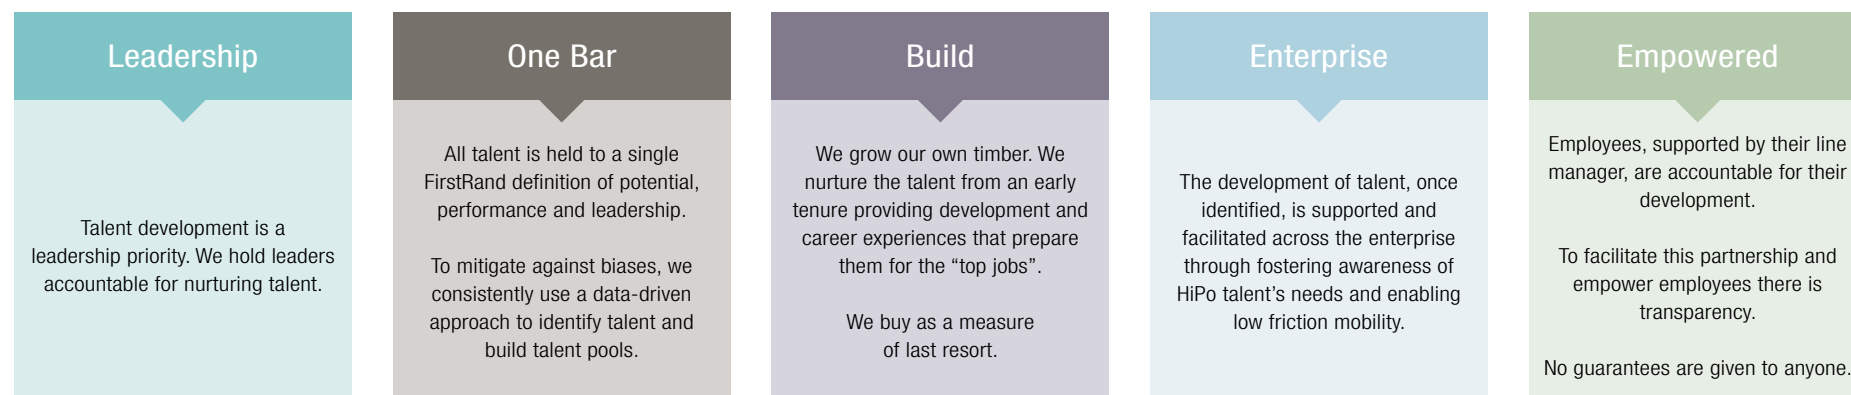 Leadership
Talent development is a
leadership priority. We hold leaders
accountable for nurturing talent.
One Bar
All talent is held to a single
FirstRand definition of potential,
performance and leadership.
To mitigate against biases, we
consistently use a data-driven
approach to identify talent and
build talent pools.
Build
We grow our own timber. We
nurture the talent from an early
tenure providing development and
career experiences that prepare
them for the “top jobs”.
We buy as a measure
of last resort.
Enterprise
The development of talent, once
identified, is supported and
facilitated across the enterprise
through fostering awareness of
HiPo talent’s needs and enabling
low friction mobility.
Empowered
Employees, supported by their line
manager, are accountable for their
development.
To facilitate this partnership and
empower employees there is
transparency.
No guarantees are given to anyone.